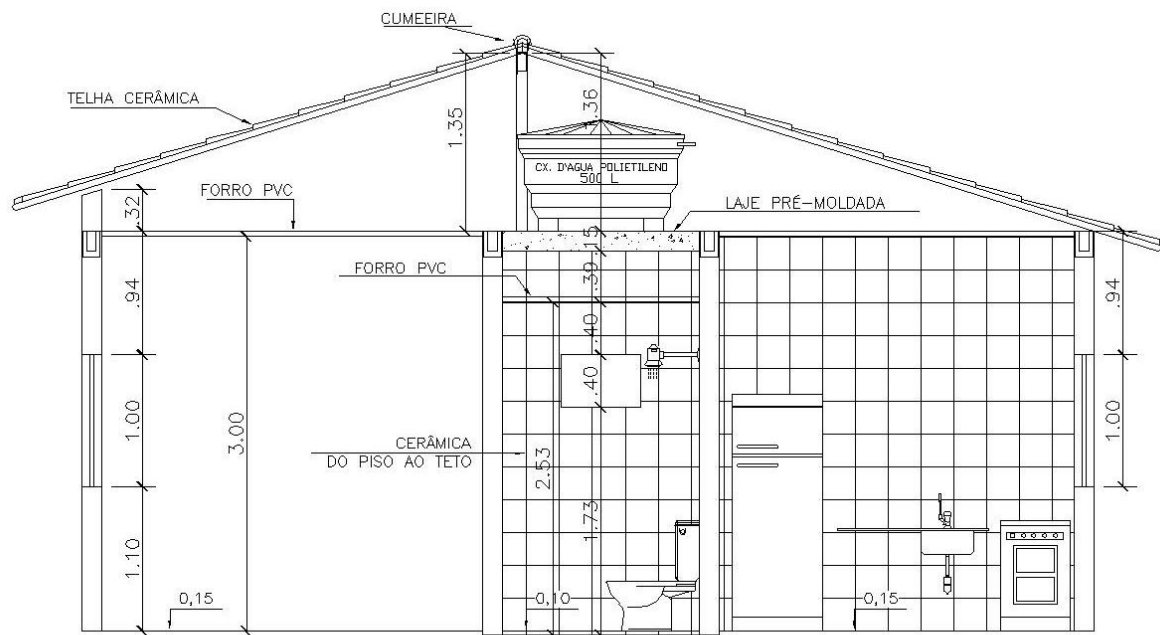 CUMEEIRA
TELHA CERÂMICA
1.35
1.36
CX. D'AGUA POLIETILENO
500 L
FORRO PVC
LAJE PRÉ-MOLDADA
.32
.15
FORRO PVC
.39
.94
.94
.40
.40
1.00
3.00
CERÂMICA
DO PISO AO TETO
2.53
1.00
1.73
1.10
0,15
0,10
0,15